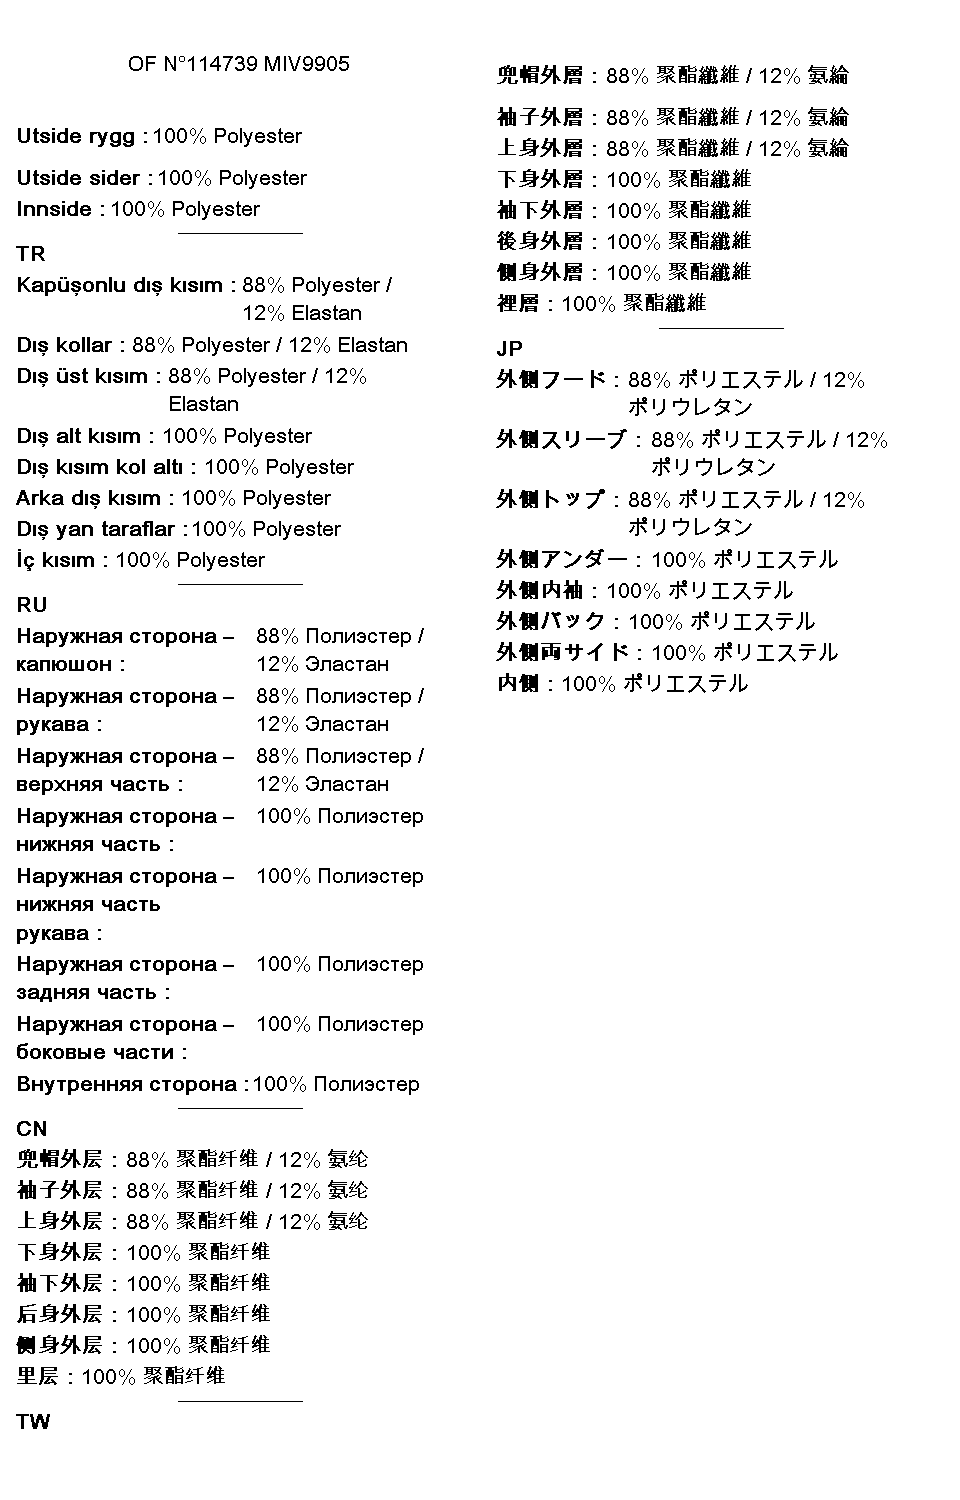 OF N°114739 MIV9905
Utside rygg : 100% Polyester
Utside sider : 100% Polyester
Innside : 100% Polyester
TR
Kapüşonlu dış kısım : 88% Polyester /
12% Elastan
Dış kollar : 88% Polyester / 12% Elastan
Dış üst kısım : 88% Polyester / 12%
Elastan
Dış alt kısım : 100% Polyester
Dış kısım kol altı : 100% Polyester
Arka dış kısım : 100% Polyester
Dış yan taraflar : 100% Polyester
İç kısım : 100% Polyester
RU
Наружная сторона – 88% Полиэстер /
капюшон : 12% Эластан
Наружная сторона – 88% Полиэстер /
рукава : 12% Эластан
Наружная сторона – 88% Полиэстер /
верхняя часть : 12% Эластан
Наружная сторона – 100% Полиэстер
нижняя часть :
Наружная сторона – 100% Полиэстер
нижняя часть
рукава :
Наружная сторона – 100% Полиэстер
задняя часть :
Наружная сторона – 100% Полиэстер
боковые части :
Внутренняя сторона : 100% Полиэстер
CN
兜帽外层 : 88% 聚酯纤维 / 12% 氨纶
袖子外层 : 88% 聚酯纤维 / 12% 氨纶
上身外层 : 88% 聚酯纤维 / 12% 氨纶
下身外层 : 100% 聚酯纤维
袖下外层 : 100% 聚酯纤维
后身外层 : 100% 聚酯纤维
侧身外层 : 100% 聚酯纤维
里层 : 100% 聚酯纤维
TW
兜帽外層 : 88% 聚酯纖維 / 12% 氨綸
袖子外層 : 88% 聚酯纖維 / 12% 氨綸
上身外層 : 88% 聚酯纖維 / 12% 氨綸
下身外層 : 100% 聚酯纖維
袖下外層 : 100% 聚酯纖維
後身外層 : 100% 聚酯纖維
側身外層 : 100% 聚酯纖維
裡層 : 100% 聚酯纖維
JP
外側フード : 88% ポリエステル / 12%
ポリウレタン
外側スリーブ : 88% ポリエステル / 12%
ポリウレタン
外側トップ : 88% ポリエステル / 12%
ポリウレタン
外側アンダー : 100% ポリエステル
外側内袖 : 100% ポリエステル
外側バック : 100% ポリエステル
外側両サイド : 100% ポリエステル
内側 : 100% ポリエステル